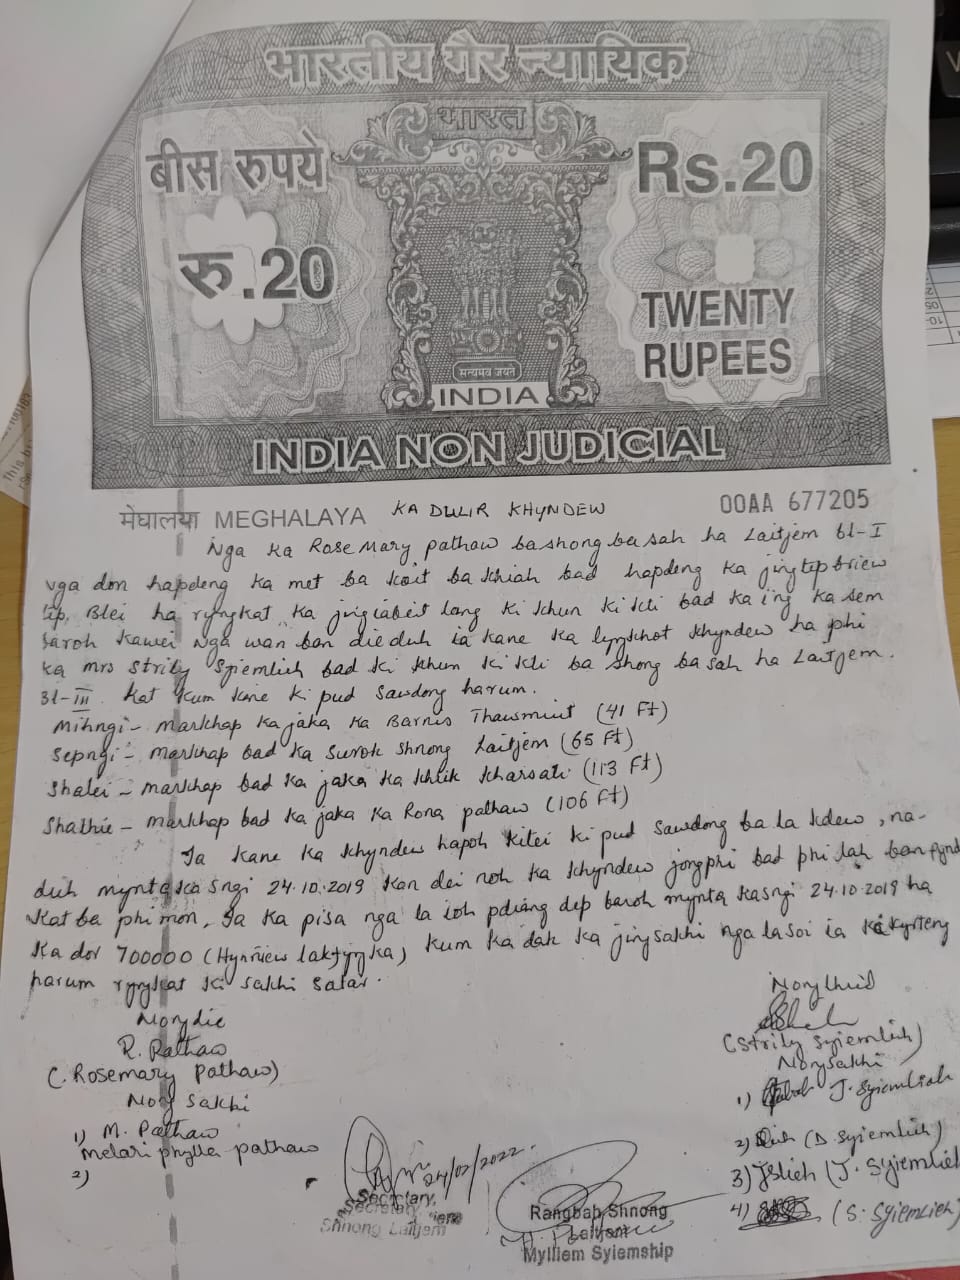 भारतीय गैर न्यायिक
भारत
बीस रुपये
Rs.20
रु.20
TWENTY
RUPEES
सत्यमेव जयते
INDIA
INDIA NON JUDICIAL
मेघालया MEGHALAYA KA DULIR KHYNDEW 00AA 677205
Nga ka Rose Mary pathaw bashong ba sah ha Laitjem bl-I
nga don hapdeng ka met ba koit ba khiah bad hapdeng ka jingtipbriew
tip Blei ha ryngkat ka jingiabeit lang ki khun ki kti bad ka ing ka sem
baroh kawei nga wan ban die duh ia kane ka lyngkhot khyndew ha phi
ka mrs Strily Syiemlieh bad ki khun ki kti ba shong ba sah ha Laitjem.
bl-III. Kat kum kine ki pud sawdong harum.
Mihngi - markhap ka jaka ka Barnis Thawmuit (41 Ft)
Sepngi - markhap bad ka surok shnong Laitjem (65 Ft)
Shatei - markhap bad ka jaka ka Khlik Kharsati (113 Ft)
Shathie - markhap bad ka jaka ka Rona pathaw (106 Ft)
Ia kane ka khyndew hapoh kitei ki pud sawdong ba la kdew, na-
duh mynta ka sngi 24.10.2019 kan dei noh ka khyndew jong phi bad phi lah ban pynd
kat ba phi mon. Ia ka pisa nga la ioh pdiang dep baroh mynta ka sngi 24.10.2019 ha
ka dor 700000 (Hynniew lak tyngka) kum ka dak ka jingsakhi nga la soi ia ka kyrteng
harum ryngkat ki sakhi satar.
Nongdie
R. Pathaw
(Rosemary Pathaw)
Nong sakhi
1) M. Pathaw
Melari phylla pathaw
2)
Nongthied
(Strily Syiemlieh)
Nongsakhi
1) J. Syiemlieh
2) (D. Syiemlieh)
3) JSlieh (J. Syiemlieh
4) (S. Syiemlieh)
24/02/2022
Secretary,
Shnong Laitjem
Rangbah Shnong
Laitjem
Mylliem Syiemship